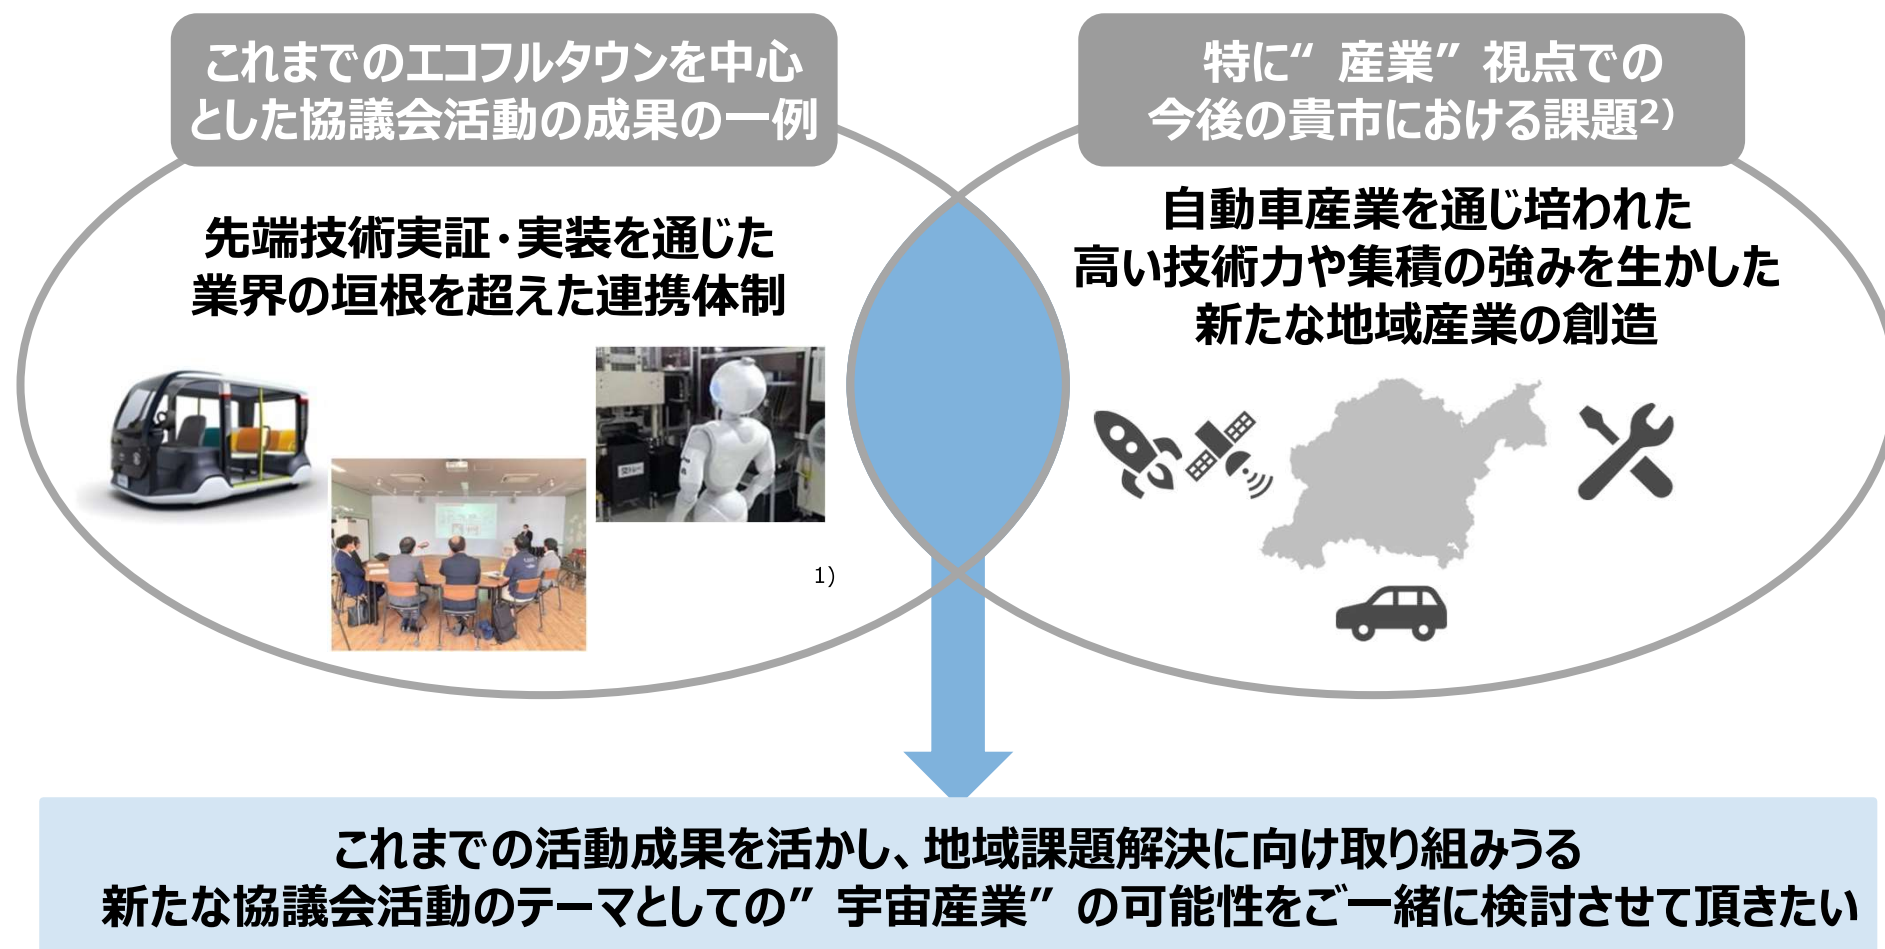 これまでのエコフルタウンを中心
とした協議会活動の成果の一例
先端技術実証・実装を通じた
業界の垣根を超えた連携体制
1)
特に“ 産業” 視点での
今後の貴市における課題2)
自動車産業を通じ培われた
高い技術力や集積の強みを生かした
新たな地域産業の創造
これまでの活動成果を活かし、地域課題解決に向け取り組みうる
新たな協議会活動のテーマとしての” 宇宙産業” の可能性をご一緒に検討させて頂きたい